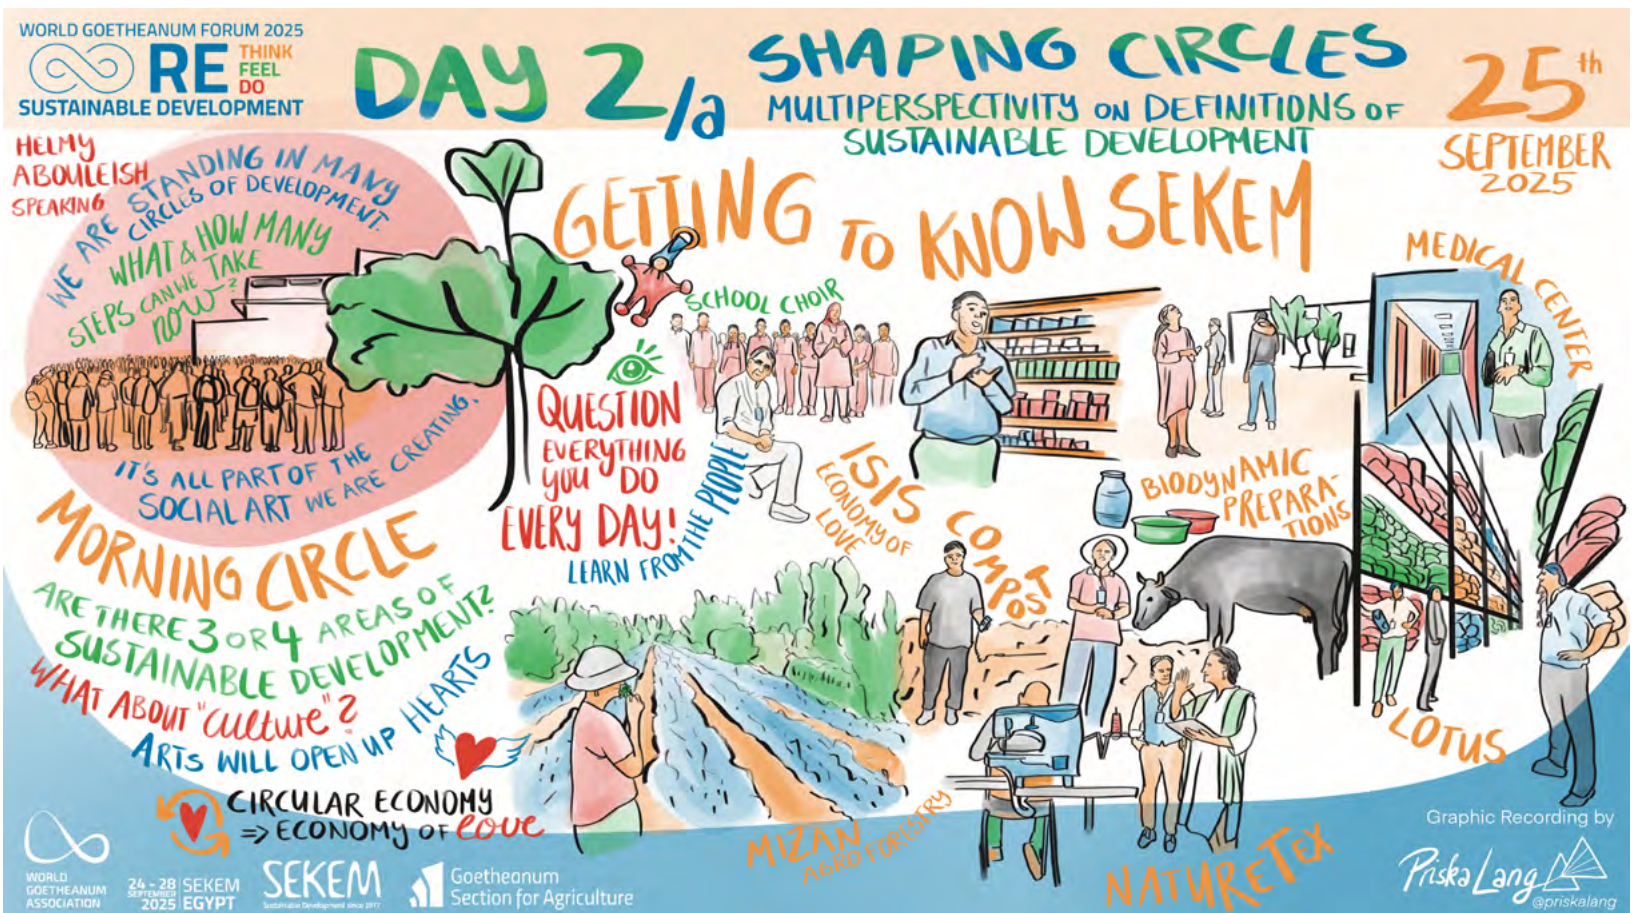 WORLD GOETHEANUM FORUM 2025
RE THINK
FEEL
DO
SUSTAINABLE DEVELOPMENT
DAY 2/a
SHAPING CIRCLES
MULTIPERSPECTIVITY ON DEFINITIONS OF
SUSTAINABLE DEVELOPMENT
25th
SEPTEMBER
2025
HELMY
ABOULEISH
SPEAKING
WE ARE STANDING IN MANY
CIRCLES OF DEVELOPMENT.
WHAT & HOW MANY
STEPS CAN WE TAKE
NOW?
IT'S ALL PART OF THE
SOCIAL ART WE ARE CREATING.
MORNING CIRCLE
ARE THERE 3 OR 4 AREAS OF
SUSTAINABLE DEVELOPMENT?
WHAT ABOUT "Culture"?
ARTS WILL OPEN UP HEARTS
CIRCULAR ECONOMY
=> ECONOMY OF love
GETTING TO KNOW SEKEM
SCHOOL CHOIR
QUESTION
EVERYTHING
YOU DO
EVERY DAY!
LEARN FROM THE PEOPLE
ISIS
ECONOMY OF
LOVE
COMPOST
BIODYNAMIC
PREPARA-
TIONS
MEDICAL CENTER
LOTUS
MIZAN
AGROFORESTRY
NATURETEX
WORLD
GOETHEANUM
ASSOCIATION
24 - 28
SEPTEMBER
2025
SEKEM
EGYPT
SEKEM
Sustainable Development since 1977
Goetheanum
Section for Agriculture
Graphic Recording by
Priska Lang
@priskalang